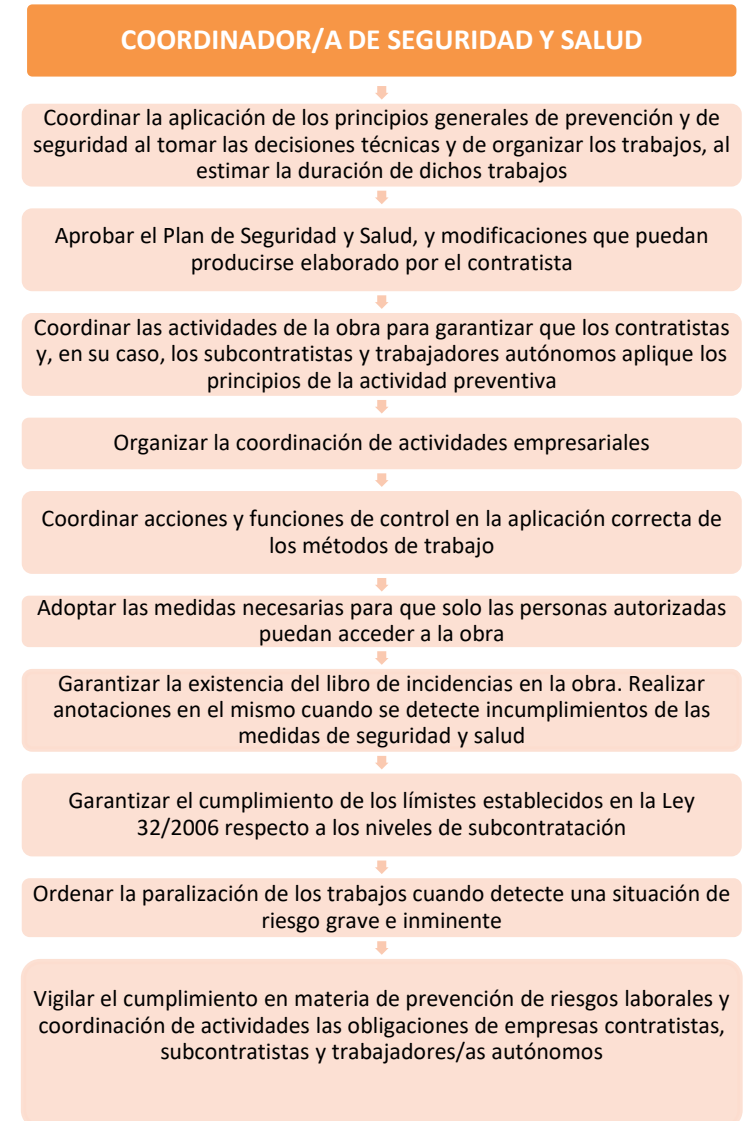 COORDINADOR/A DE SEGURIDAD Y SALUD
Coordinar la aplicación de los principios generales de prevención y de
seguridad al tomar las decisiones técnicas y de organizar los trabajos, al
estimar la duración de dichos trabajos
Aprobar el Plan de Seguridad y Salud, y modificaciones que puedan
producirse elaborado por el contratista
Coordinar las actividades de la obra para garantizar que los contratistas
y, en su caso, los subcontratistas y trabajadores autónomos aplique los
principios de la actividad preventiva
Organizar la coordinación de actividades empresariales
Coordinar acciones y funciones de control en la aplicación correcta de
los métodos de trabajo
Adoptar las medidas necesarias para que solo las personas autorizadas
puedan acceder a la obra
Garantizar la existencia del libro de incidencias en la obra. Realizar
anotaciones en el mismo cuando se detecte incumplimientos de las
medidas de seguridad y salud
Garantizar el cumplimiento de los límistes establecidos en la Ley
32/2006 respecto a los niveles de subcontratación
Ordenar la paralización de los trabajos cuando detecte una situación de
riesgo grave e inminente
Vigilar el cumplimiento en materia de prevención de riesgos laborales y
coordinación de actividades las obligaciones de empresas contratistas,
subcontratistas y trabajadores/as autónomos